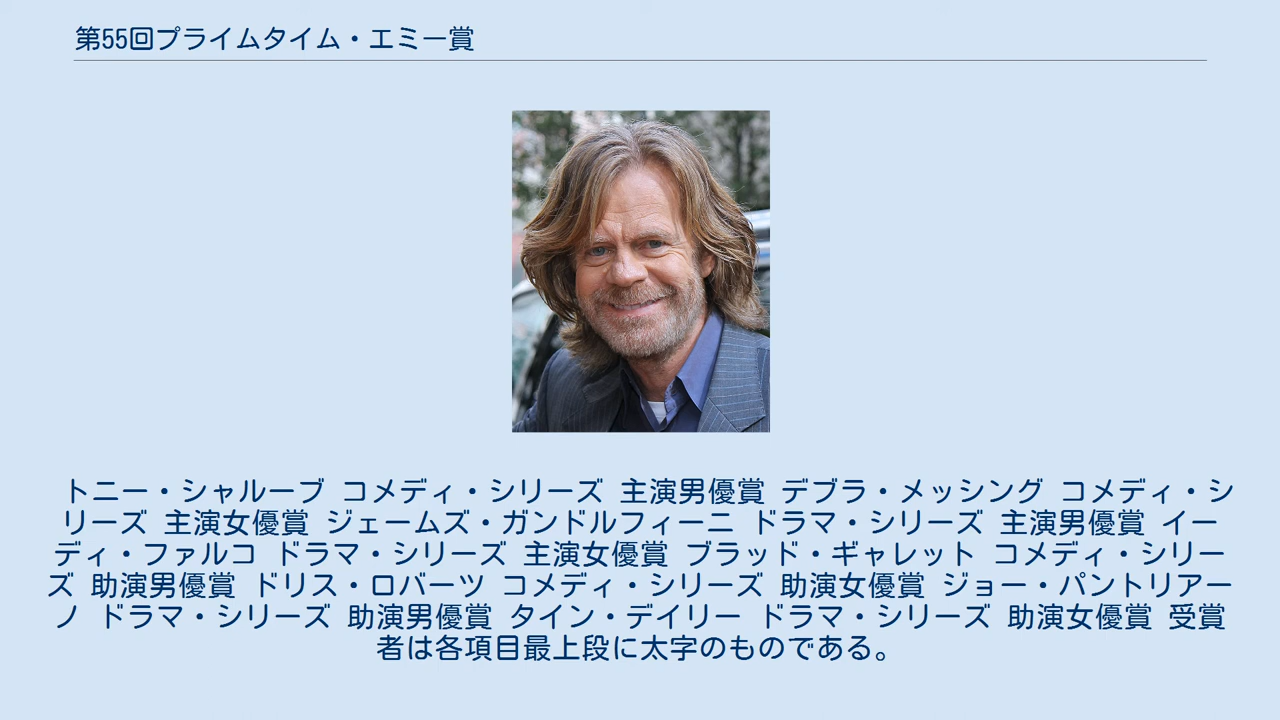 第55回プライムタイム・エミー賞
トニー・シャルーブ コメディ・シリーズ 主演男優賞 デブラ・メッシング コメディ・シ
リーズ 主演女優賞 ジェームズ・ガンドルフィーニ ドラマ・シリーズ 主演男優賞 イー
ディ・ファルコ ドラマ・シリーズ 主演女優賞 ブラッド・ギャレット コメディ・シリー
ズ 助演男優賞 ドリス・ロバーツ コメディ・シリーズ 助演女優賞 ジョー・パントリアー
ノ ドラマ・シリーズ 助演男優賞 タイン・デイリー ドラマ・シリーズ 助演女優賞 受賞
者は各項目最上段に太字のものである。